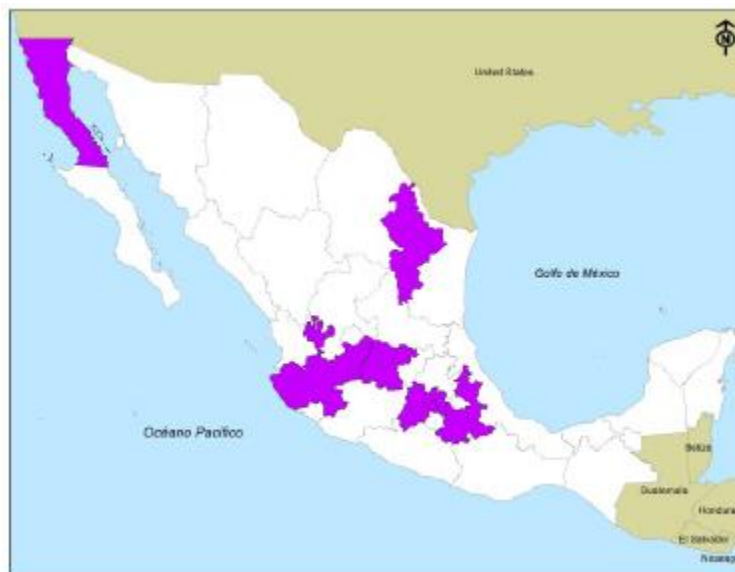 N
United States
Golfo de México
Océano Pacífico
Belize
Guatemala
Hondura
El Salvador